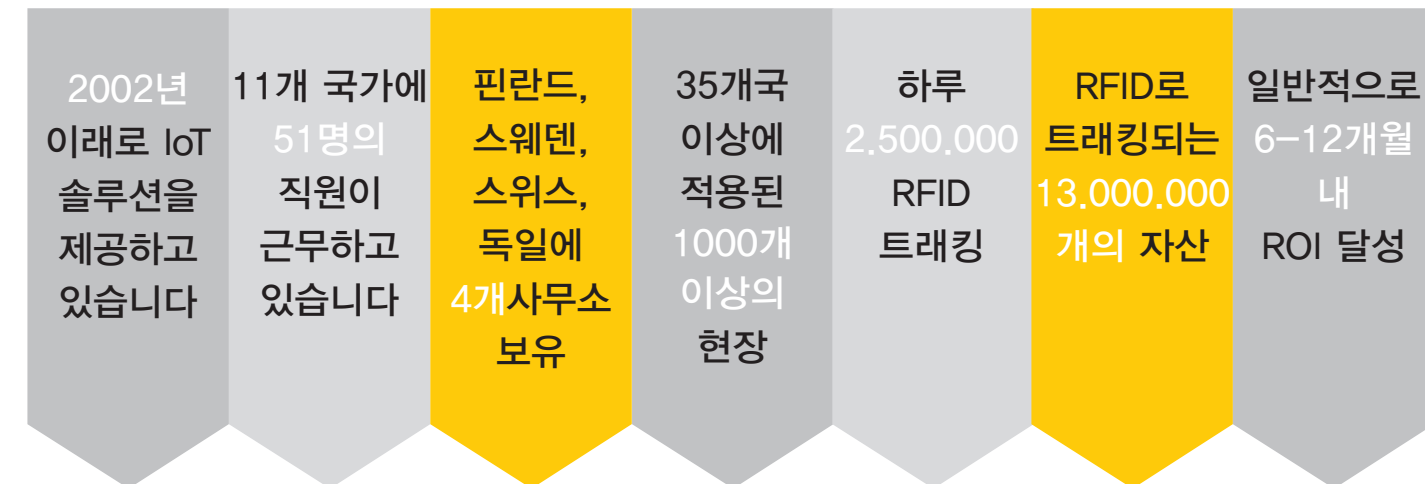 2002년
이래로 IoT
솔루션을
제공하고
있습니다
11개 국가에
51명의
직원이
근무하고
있습니다
핀란드,
스웨덴,
스위스,
독일에
4개사무소
보유
35개국
이상에
적용된
1000개
이상의
현장
하루
2.500.000
RFID
트래킹
RFID로
트래킹되는
13.000.000
개의 자산
일반적으로
6-12개월
내
ROI 달성